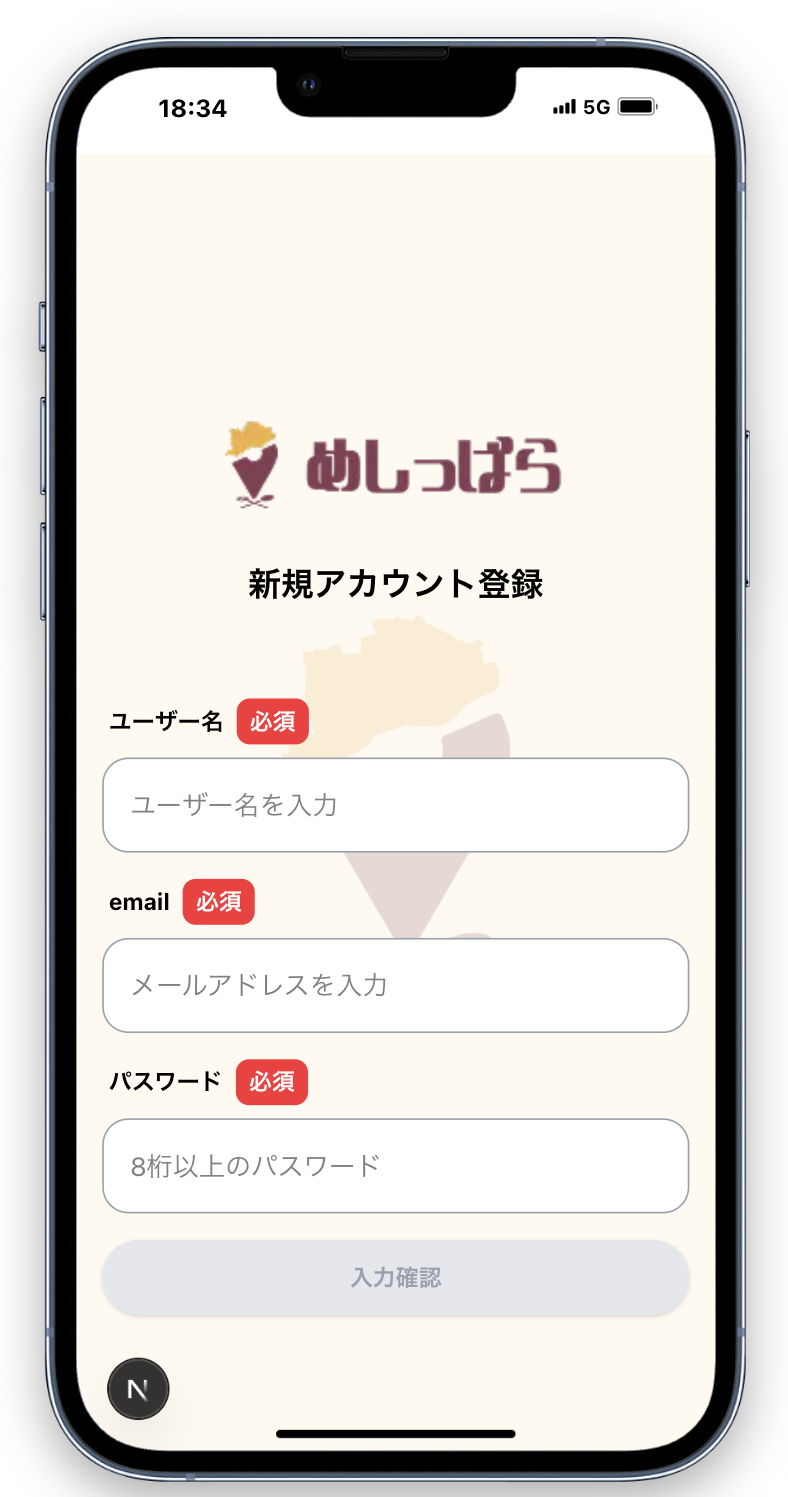 18:34 5G
めしっぱら
新規アカウント登録
ユーザー名 必須
ユーザー名を入力
email 必須
メールアドレスを入力
パスワード 必須
8桁以上のパスワード
入力確認
N